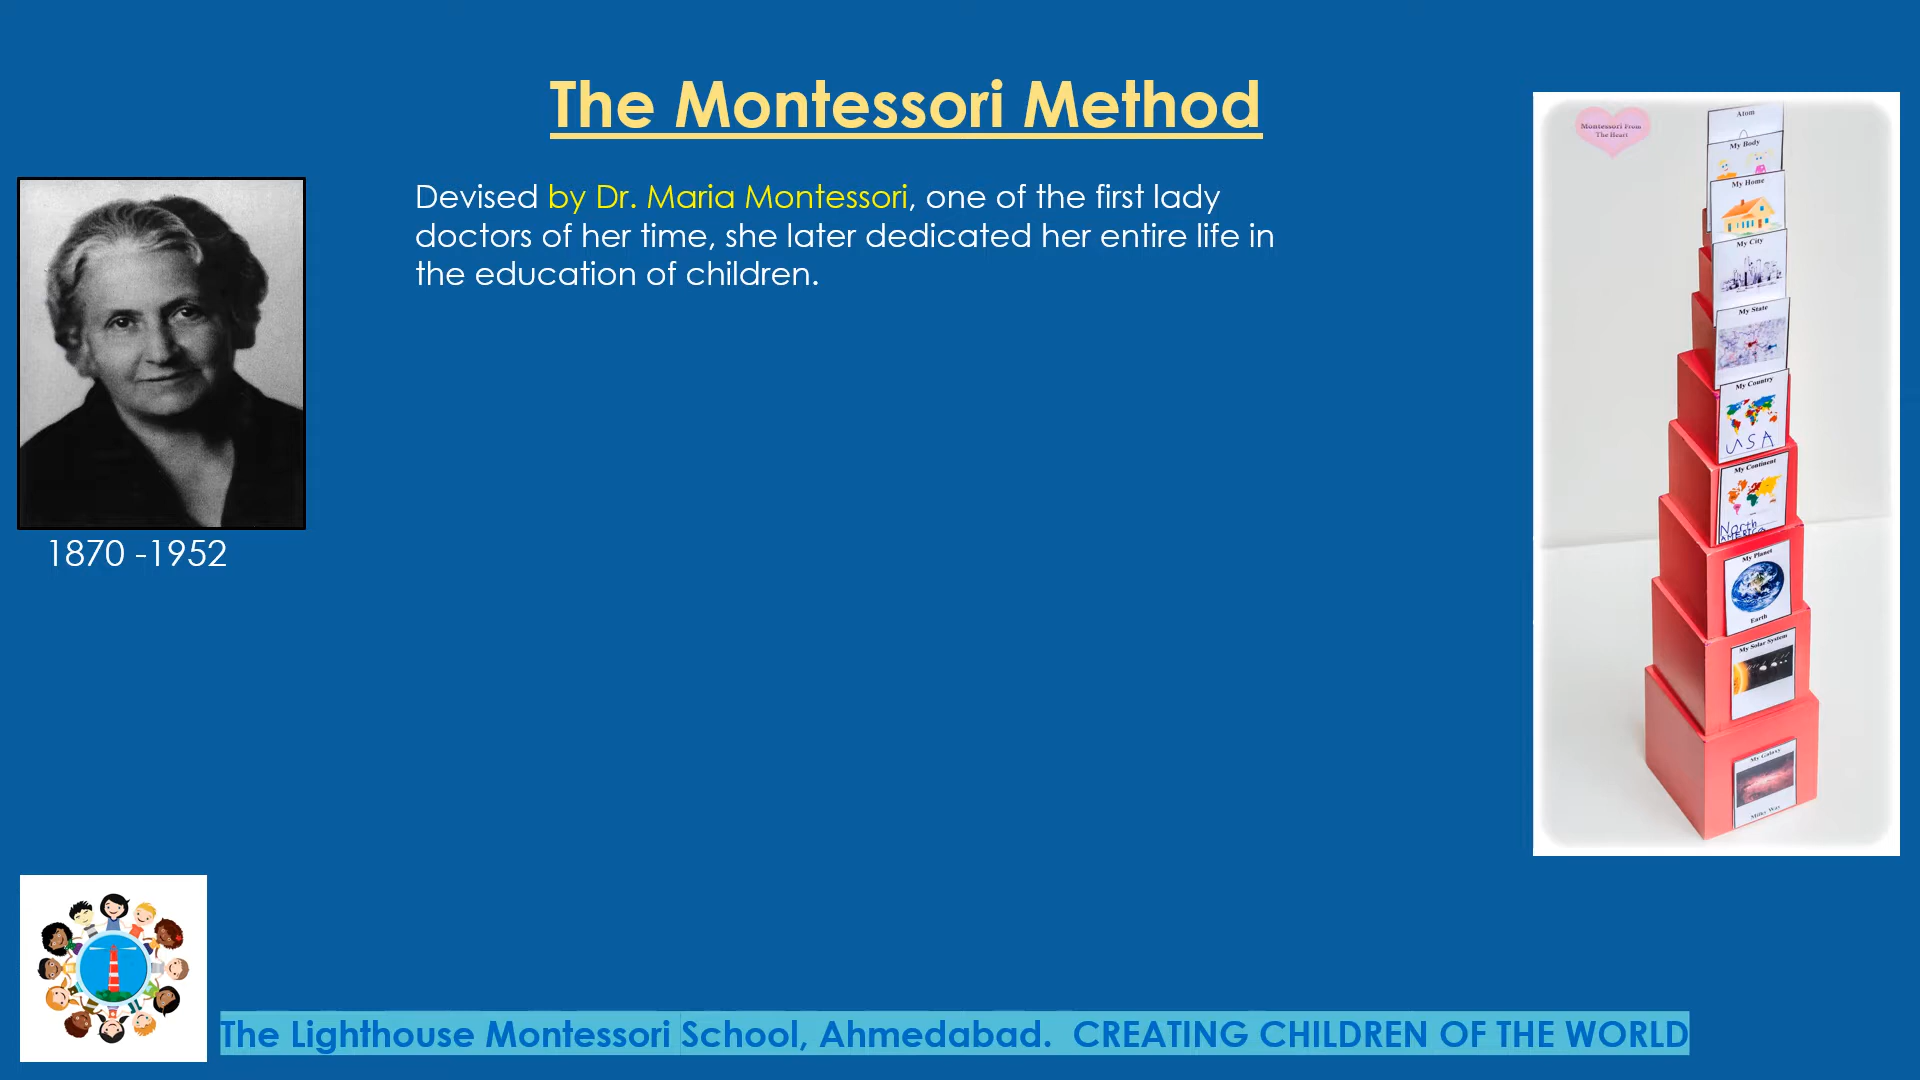 The Montessori Method
Devised by Dr. Maria Montessori, one of the first lady
doctors of her time, she later dedicated her entire life in
the education of children.
1870 -1952
Montessori From
The Heart
Atom
My Body
My Home
My City
My State
My Country
USA
My Continent
North
AMERICA
My Planet
Earth
My Solar System
My Galaxy
Milky Way
The Lighthouse Montessori School, Ahmedabad. CREATING CHILDREN OF THE WORLD